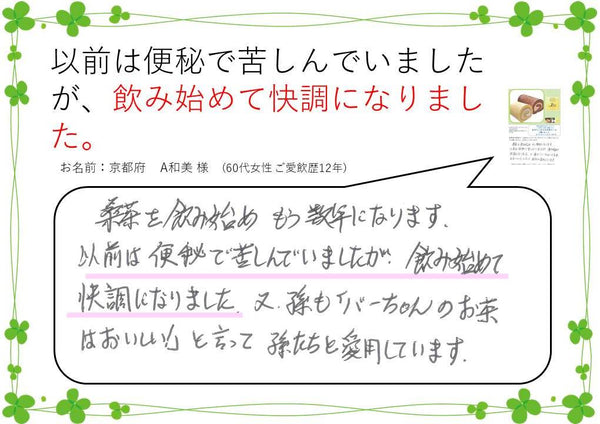 以前は便秘で苦しんでいました
が、飲み始めて快調になりまし
た。
お名前：京都府　A和美 様　（60代女性 ご愛飲歴12年）
桑茶を飲み始め もう数年になります。
以前は便秘で苦しんでいましたが、飲み始めて
快調になりました。又、孫も「バーちゃんのお茶
はおいしい」と言って 孫たちと愛用しています。